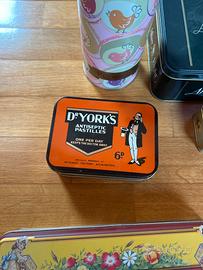 Dr YORK'S
ANTISEPTIC
PASTILLES
ONE PER DAY
KEEPS THE DOCTOR AWAY
6D